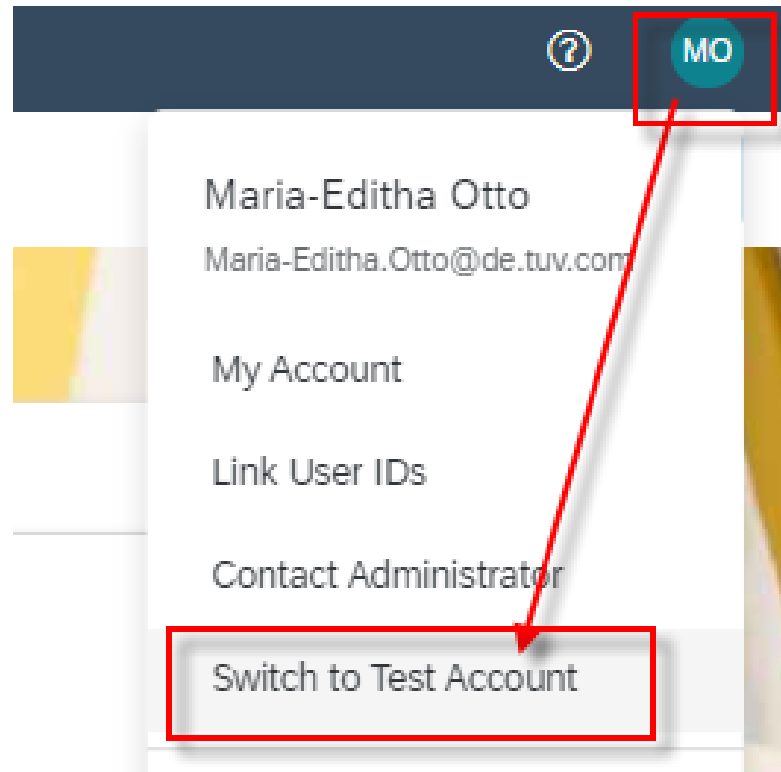 ?
MO
Maria-Editha Otto
Maria-Editha.Otto@de.tuv.com
My Account
Link User IDs
Contact Administrator
Switch to Test Account